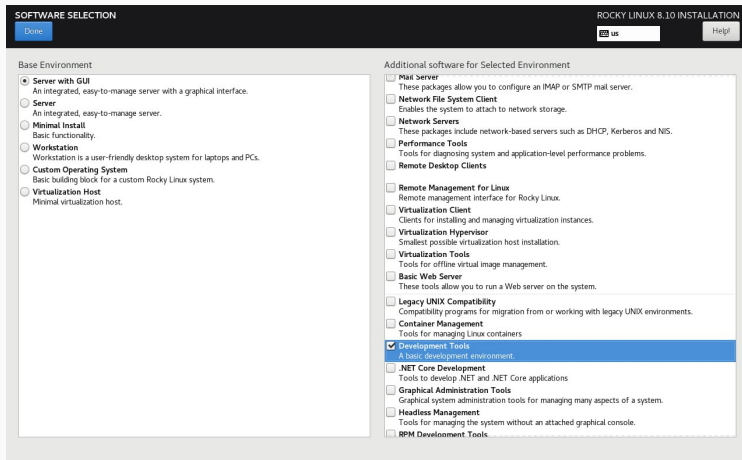 SOFTWARE SELECTION
Done
ROCKY LINUX 8.10 INSTALLATION
us
Help!
Base Environment
Server with GUI
An integrated, easy-to-manage server with a graphical interface.
Server
An integrated, easy-to-manage server.
Minimal Install
Basic functionality.
Workstation
Workstation is a user-friendly desktop system for laptops and PCs.
Custom Operating System
Basic building block for a custom Rocky Linux system.
Virtualization Host
Minimal virtualization host.
Additional software for Selected Environment
Mail Server
These packages allow you to configure an IMAP or SMTP mail server.
Network File System Client
Enables the system to attach to network storage.
Network Servers
These packages include network-based servers such as DHCP, Kerberos and NIS.
Performance Tools
Tools for diagnosing system and application-level performance problems.
Remote Desktop Clients
Remote Management for Linux
Remote management interface for Rocky Linux.
Virtualization Client
Clients for installing and managing virtualization instances.
Virtualization Hypervisor
Smallest possible virtualization host installation.
Virtualization Tools
Tools for offline virtual image management.
Basic Web Server
These tools allow you to run a Web server on the system.
Legacy UNIX Compatibility
Compatibility programs for migration from or working with legacy UNIX environments.
Container Management
Tools for managing Linux containers
Development Tools
A basic development environment.
.NET Core Development
Tools to develop .NET and .NET Core applications
Graphical Administration Tools
Graphical system administration tools for managing many aspects of a system.
Headless Management
Tools for managing the system without an attached graphical console.
RPM Development Tools